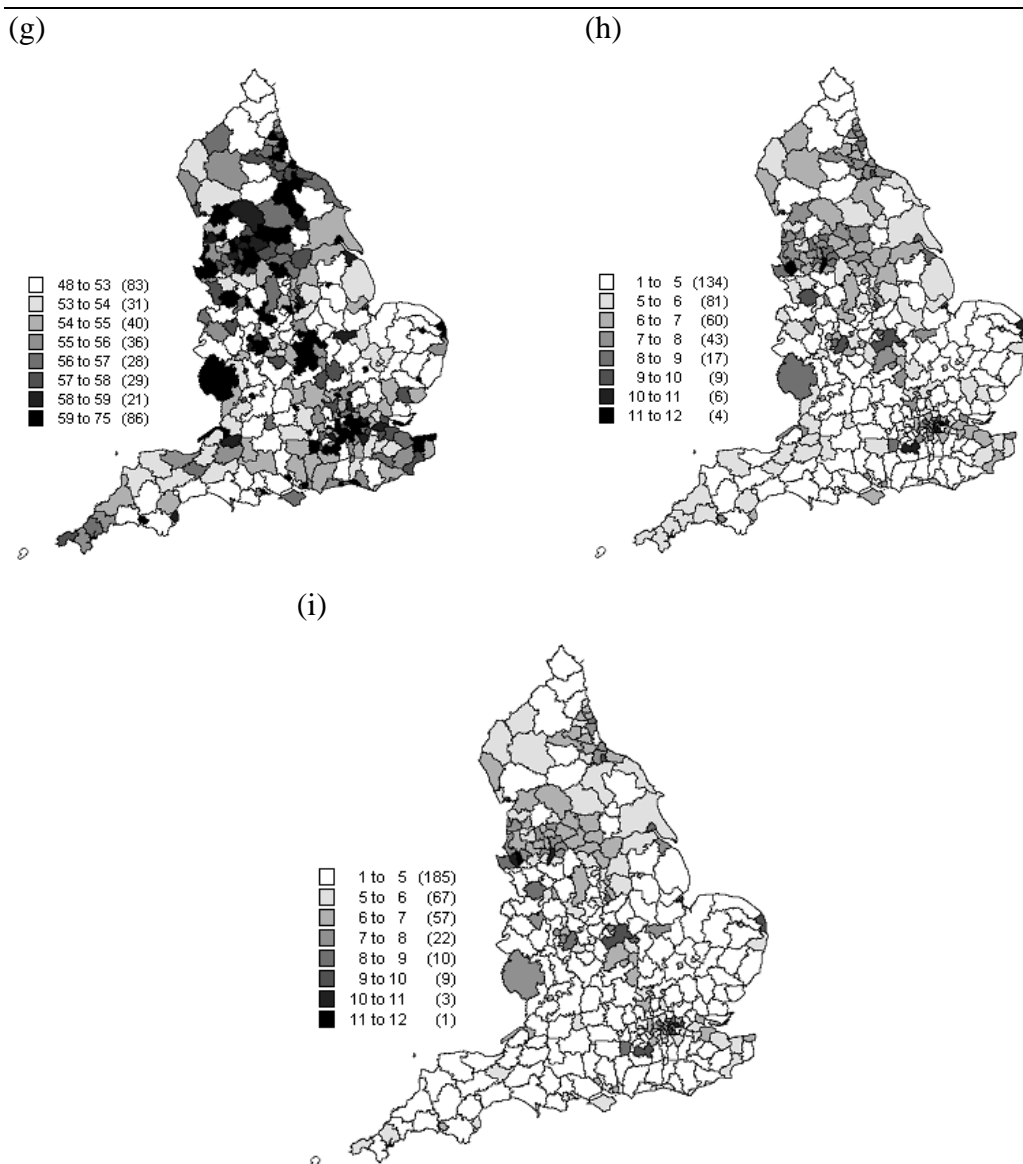 (g)
(h)
48 to 53 (83)
53 to 54 (31)
54 to 55 (40)
55 to 56 (36)
56 to 57 (28)
57 to 58 (29)
58 to 59 (21)
59 to 75 (86)
1 to 5 (134)
5 to 6 (81)
6 to 7 (60)
7 to 8 (43)
8 to 9 (17)
9 to 10 (9)
10 to 11 (6)
11 to 12 (4)
(i)
1 to 5 (185)
5 to 6 (67)
6 to 7 (57)
7 to 8 (22)
8 to 9 (10)
9 to 10 (9)
10 to 11 (3)
11 to 12 (1)